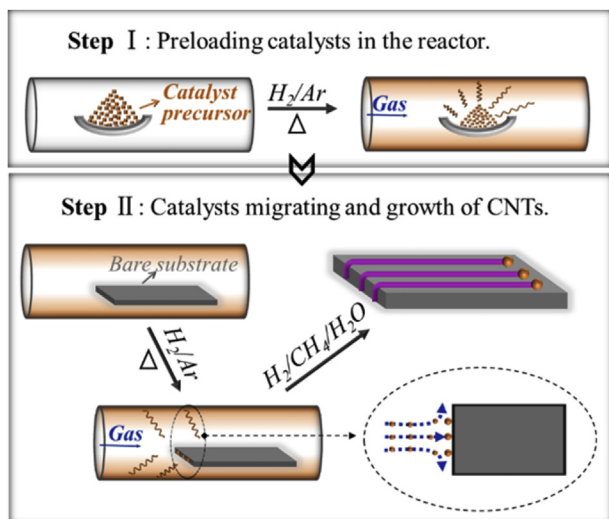 Step Ⅰ: Preloading catalysts in the reactor.
Catalyst
precursor
H₂/Ar
Δ
Gas
Step Ⅱ: Catalysts migrating and growth of CNTs.
Bare substrate
H₂/Ar
Δ
H₂/CH₄/H₂O
Gas